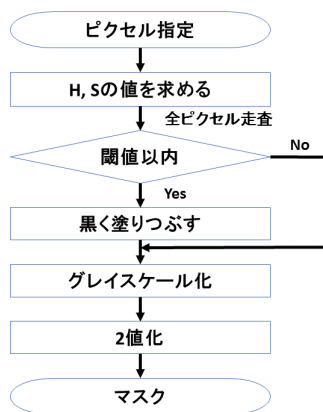 ピクセル指定
H, Sの値を求める
全ピクセル走査
閾値以内
No
Yes
黒く塗りつぶす
グレイスケール化
2値化
マスク